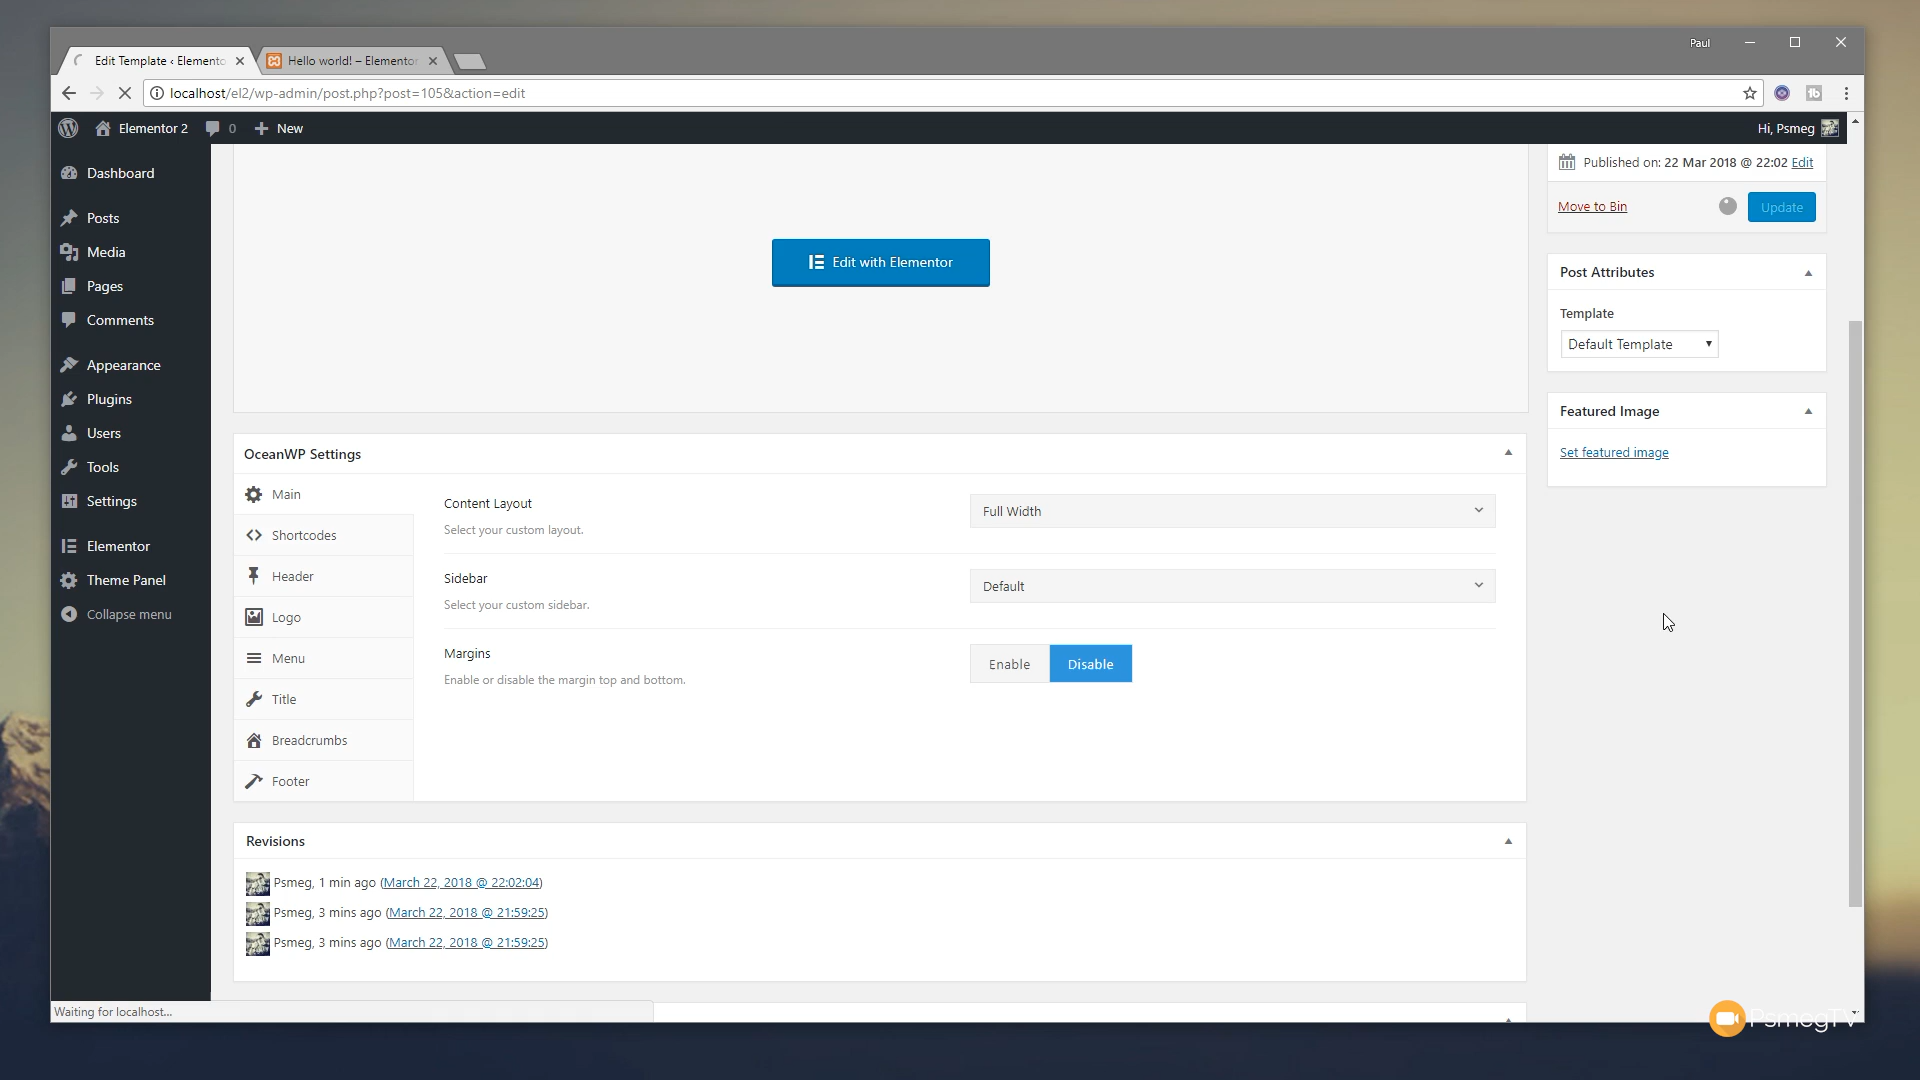 Paul
Edit Template ‹ Elemento
Hello world! – Elementor
localhost/el2/wp-admin/post.php?post=105&action=edit
Elementor 2
0
New
Hi, Psmeg
Dashboard
Posts
Media
Pages
Comments
Appearance
Plugins
Users
Tools
Settings
Elementor
Theme Panel
Collapse menu
Edit with Elementor
Published on: 22 Mar 2018 @ 22:02 Edit
Move to Bin
Update
Post Attributes
Template
Default Template
Featured Image
Set featured image
OceanWP Settings
Main
Shortcodes
Header
Logo
Menu
Title
Breadcrumbs
Footer
Content Layout
Select your custom layout.
Full Width
Sidebar
Select your custom sidebar.
Default
Margins
Enable or disable the margin top and bottom.
Enable
Disable
Revisions
Psmeg, 1 min ago (March 22, 2018 @ 22:02:04)
Psmeg, 3 mins ago (March 22, 2018 @ 21:59:25)
Psmeg, 3 mins ago (March 22, 2018 @ 21:59:25)
Waiting for localhost...
PsmegTV